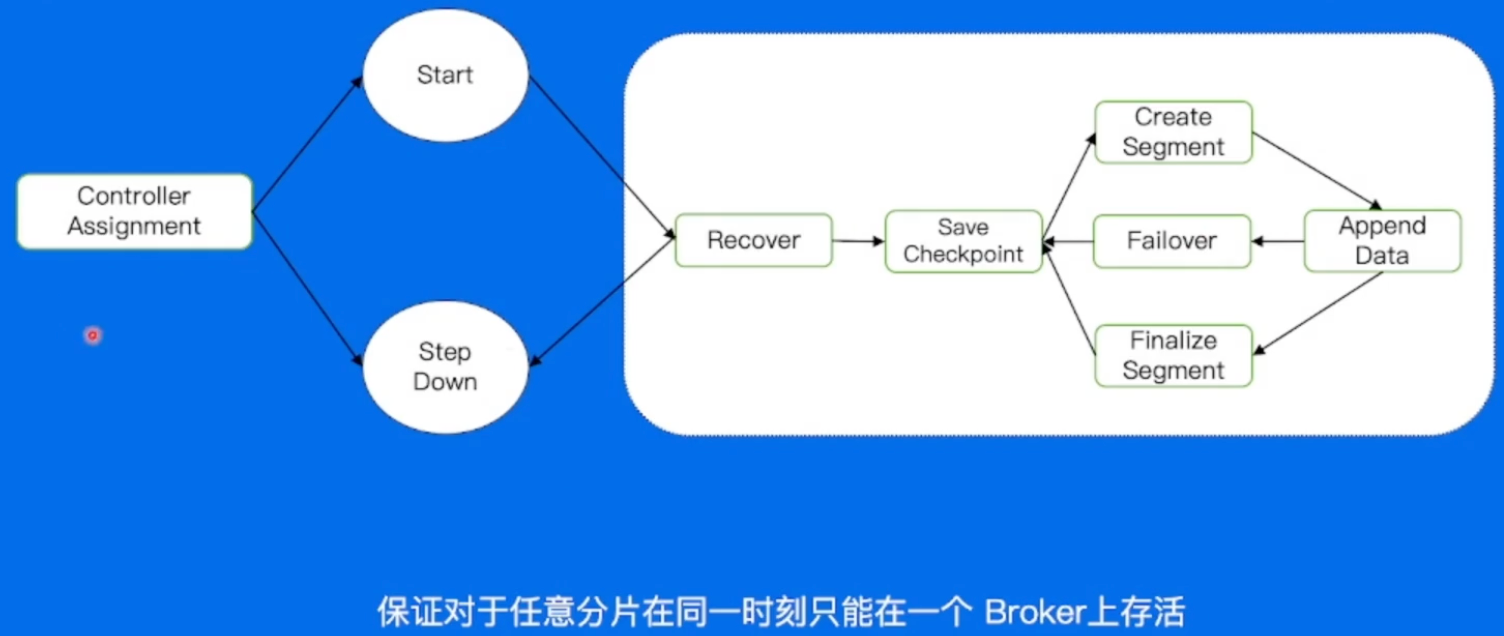 Controller
Assignment
Start
Step
Down
Recover
Save
Checkpoint
Create
Segment
Failover
Append
Data
Finalize
Segment
保证对于任意分片在同一时刻只能在一个 Broker上存活